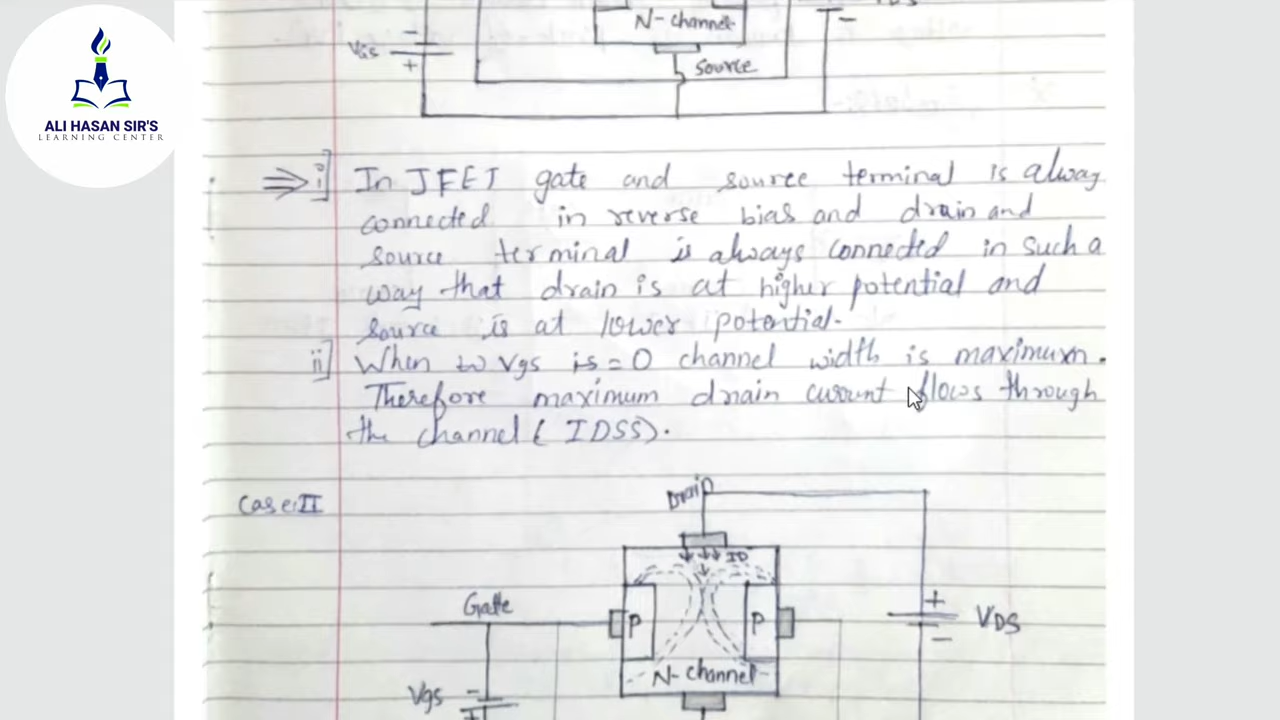 N-channel
Vgs
-
+
source
-
ALI HASAN SIR'S
LEARNING CENTER
⇒ i] In JFET gate and source terminal is alway
connected in reverse bias and drain and
source terminal is always connected in such a
way that drain is at higher potential and
source is at lower potential.
ii] When Vgs is = 0 channel width is maximum.
Therefore maximum drain current flows through
the channel ( IDSS).
Case:II
Drain
ID
Gate
P
P
+
-
VDS
N-channel
Vgs
-
+